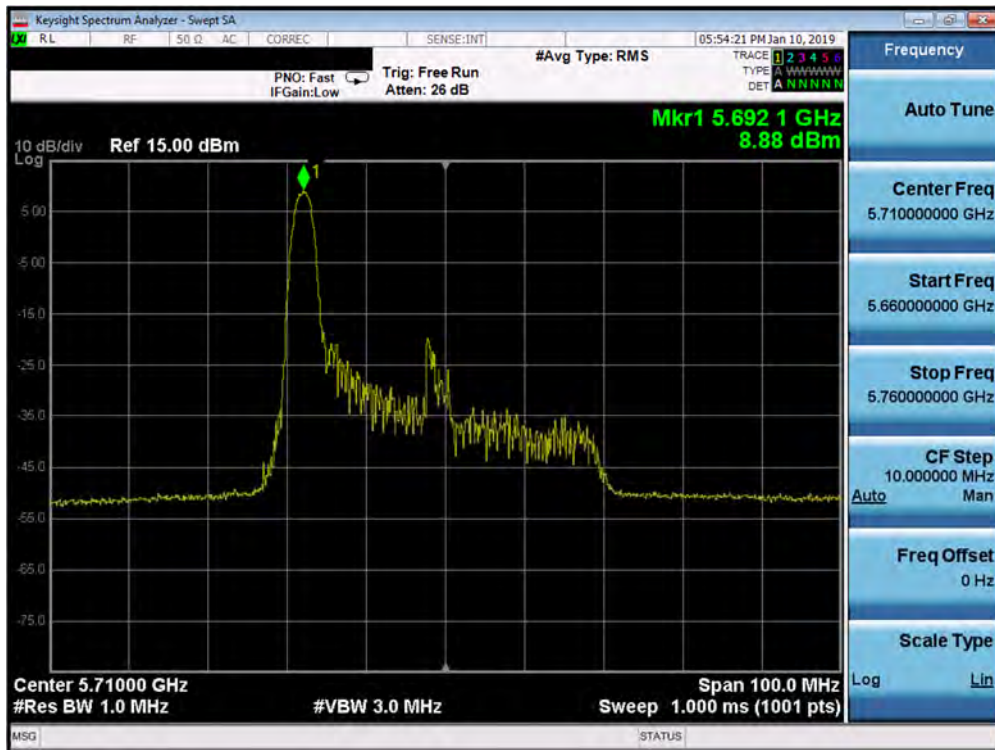 Keysight Spectrum Analyzer - Swept SA
RL RF 50 Ω AC CORREC SENSE:INT 05:54:21 PM Jan 10, 2019
#Avg Type: RMS TRACE 1 2 3 4 5 6
PNO: Fast Trig: Free Run TYPE A WWWWW
IFGain:Low Atten: 26 dB DET A N N N N N
Mkr1 5.692 1 GHz
8.88 dBm
10 dB/div Ref 15.00 dBm
Log
1
5.00
-5.00
-15.0
-25.0
-35.0
-45.0
-55.0
-65.0
-75.0
Center 5.71000 GHz Span 100.0 MHz
#Res BW 1.0 MHz #VBW 3.0 MHz Sweep 1.000 ms (1001 pts)
MSG STATUS
Frequency
Auto Tune
Center Freq
5.710000000 GHz
Start Freq
5.660000000 GHz
Stop Freq
5.760000000 GHz
CF Step
10.000000 MHz
Auto Man
Freq Offset
0 Hz
Scale Type
Log Lin